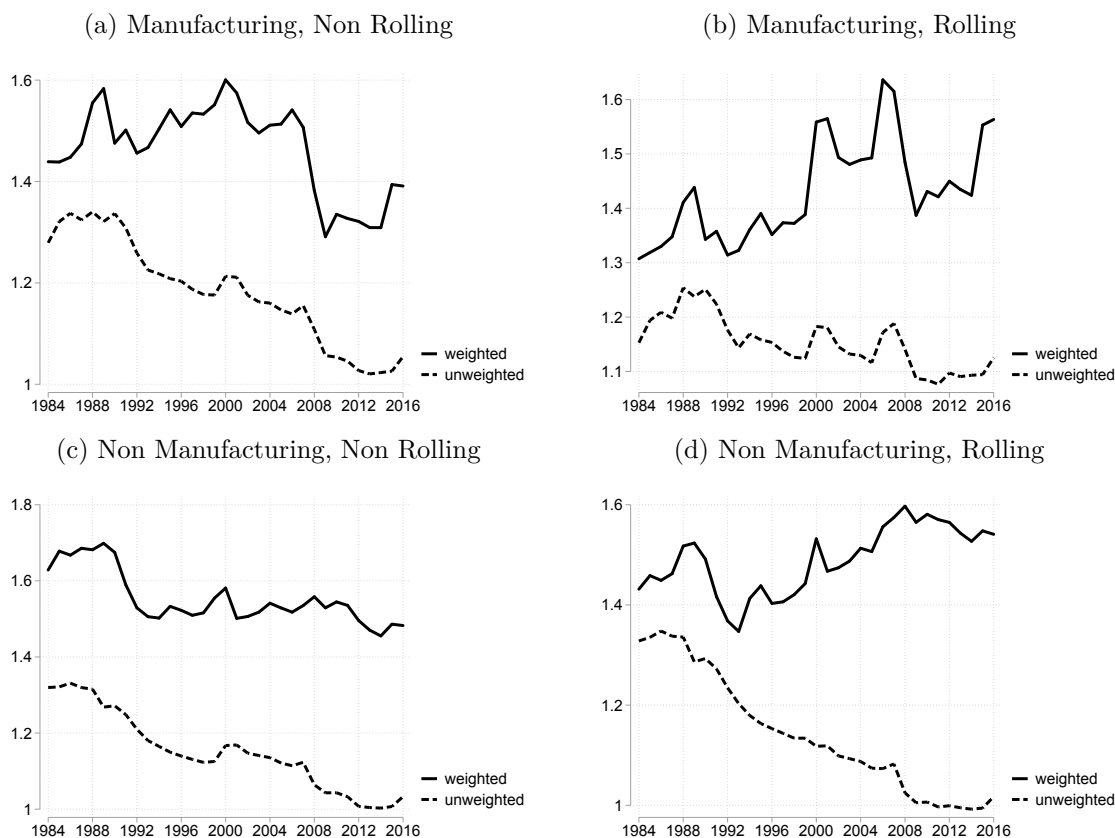 (a) Manufacturing, Non Rolling
1.6
1.4
1.2
1
1984 1988 1992 1996 2000 2004 2008 2012 2016
weighted
unweighted
(b) Manufacturing, Rolling
1.6
1.5
1.4
1.3
1.2
1.1
1984 1988 1992 1996 2000 2004 2008 2012 2016
weighted
unweighted
(c) Non Manufacturing, Non Rolling
1.8
1.6
1.4
1.2
1
1984 1988 1992 1996 2000 2004 2008 2012 2016
weighted
unweighted
(d) Non Manufacturing, Rolling
1.6
1.4
1.2
1
1984 1988 1992 1996 2000 2004 2008 2012 2016
weighted
unweighted